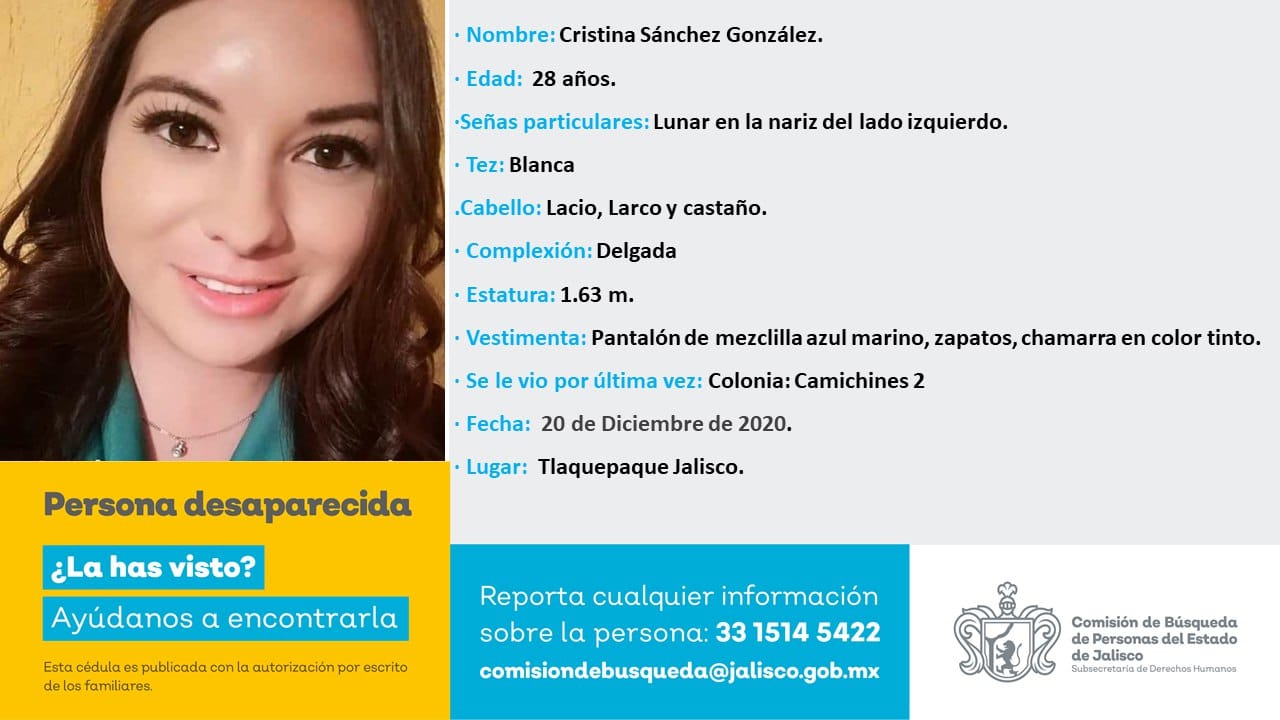 · Nombre: Cristina Sánchez González.
· Edad: 28 años.
·Señas particulares: Lunar en la nariz del lado izquierdo.
· Tez: Blanca
.Cabello: Lacio, Larco y castaño.
· Complexión: Delgada
· Estatura: 1.63 m.
· Vestimenta: Pantalón de mezclilla azul marino, zapatos, chamarra en color tinto.
· Se le vio por última vez: Colonia: Camichines 2
· Fecha: 20 de Diciembre de 2020.
· Lugar: Tlaquepaque Jalisco.
Persona desaparecida
¿La has visto?
Ayúdanos a encontrarla
Esta cédula es publicada con la autorización por escrito
de los familiares.
Reporta cualquier información
sobre la persona: 33 1514 5422
comisiondebusqueda@jalisco.gob.mx
Comisión de Búsqueda
de Personas del Estado
de Jalisco
Subsecretaría de Derechos Humanos